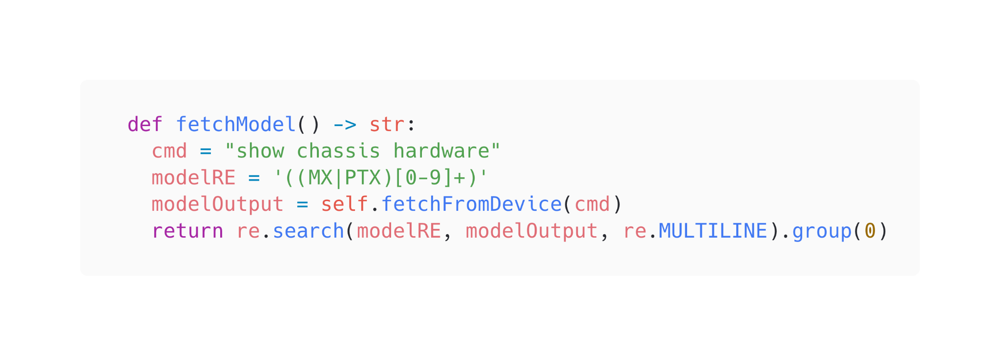 def fetchModel() -> str:
  cmd = "show chassis hardware"
  modelRE = '((MX|PTX)[0-9]+)'
  modelOutput = self.fetchFromDevice(cmd)
  return re.search(modelRE, modelOutput, re.MULTILINE).group(0)